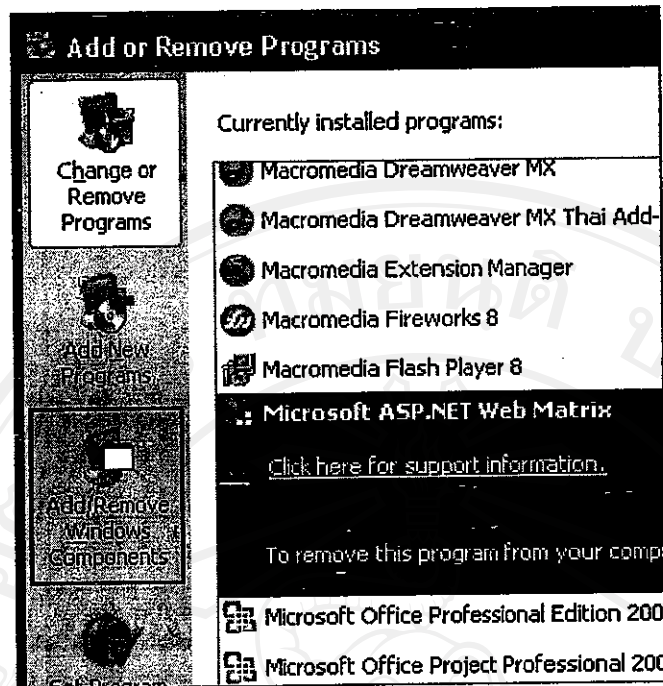 Add or Remove Programs
Change or
Remove
Programs
Add New
Programs
Add/Remove
Windows
Components
Currently installed programs:
Macromedia Dreamweaver MX
Macromedia Dreamweaver MX Thai Add-
Macromedia Extension Manager
Macromedia Fireworks 8
Macromedia Flash Player 8
Microsoft ASP.NET Web Matrix
Click here for support information.
To remove this program from your comp
Microsoft Office Professional Edition 200
Microsoft Office Project Professional 200